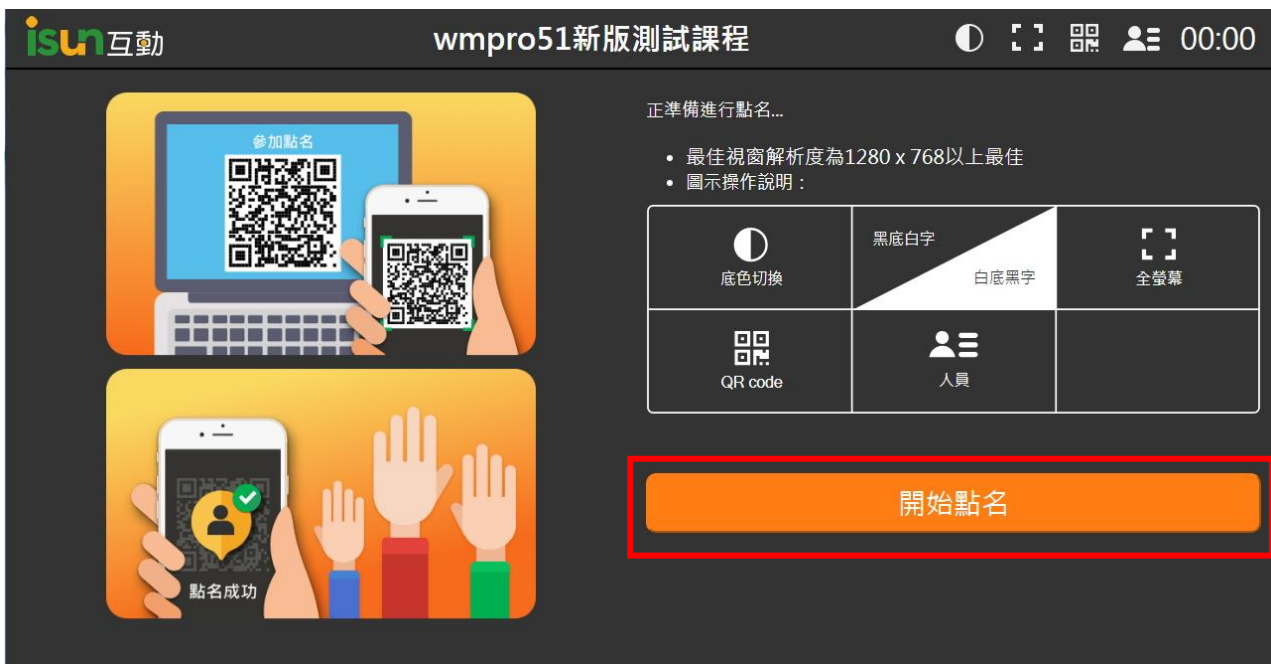 isun互動
wmpro51新版測試課程
00:00
參加點名
點名成功
正準備進行點名...
• 最佳視窗解析度為1280 x 768以上最佳
• 圖示操作說明：
底色切換
黑底白字
白底黑字
全螢幕
QR code
人員
開始點名